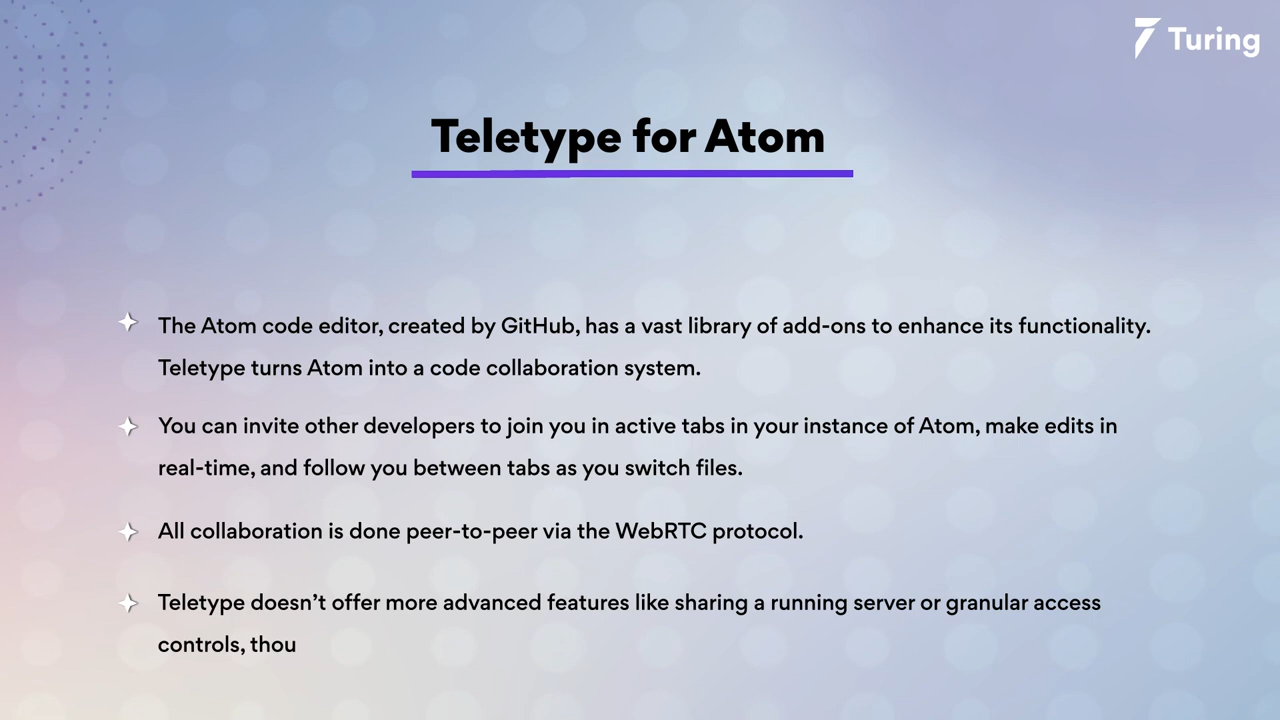 Turing
Teletype for Atom
The Atom code editor, created by GitHub, has a vast library of add-ons to enhance its functionality.
Teletype turns Atom into a code collaboration system.
You can invite other developers to join you in active tabs in your instance of Atom, make edits in
real-time, and follow you between tabs as you switch files.
All collaboration is done peer-to-peer via the WebRTC protocol.
Teletype doesn’t offer more advanced features like sharing a running server or granular access
controls, thou